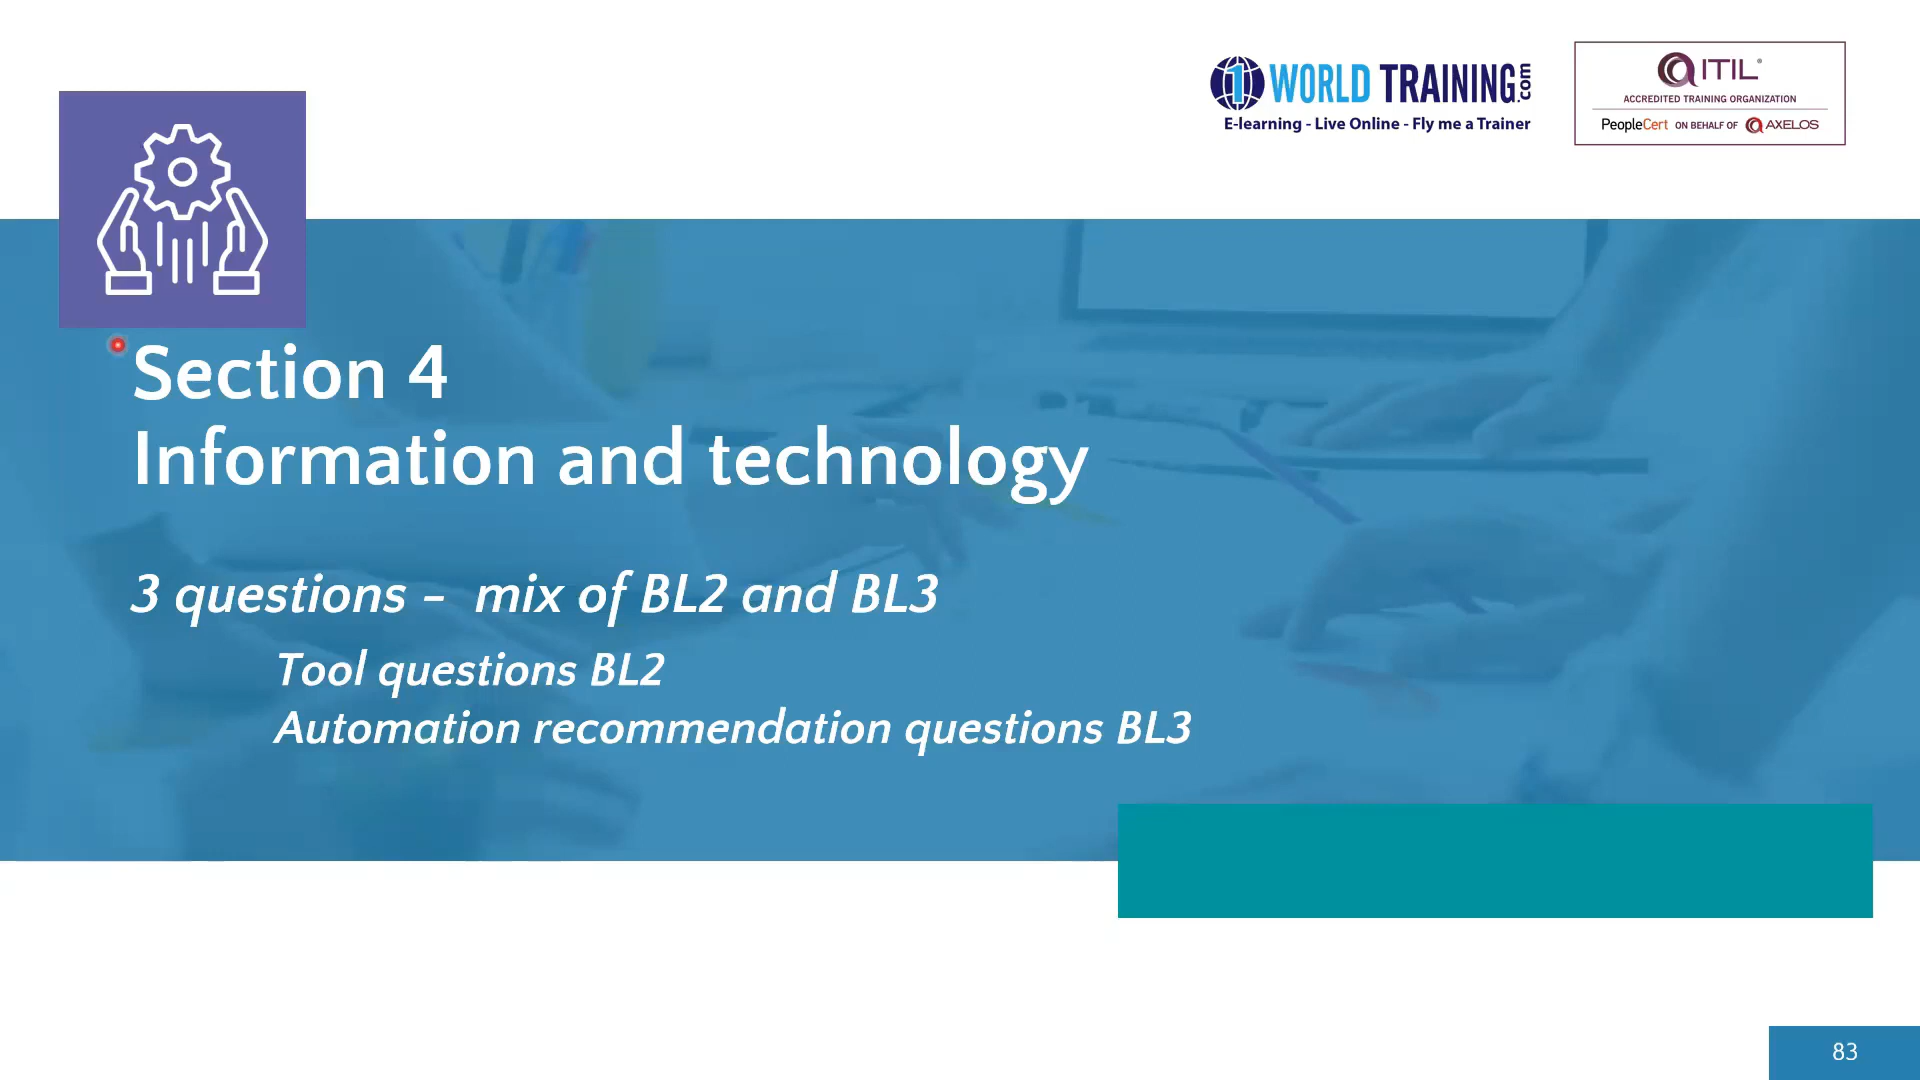 1 WORLD TRAINING.com
E-learning - Live Online - Fly me a Trainer
ITIL®
ACCREDITED TRAINING ORGANIZATION
PeopleCert ON BEHALF OF AXELOS
Section 4
Information and technology
3 questions – mix of BL2 and BL3
Tool questions BL2
Automation recommendation questions BL3
83